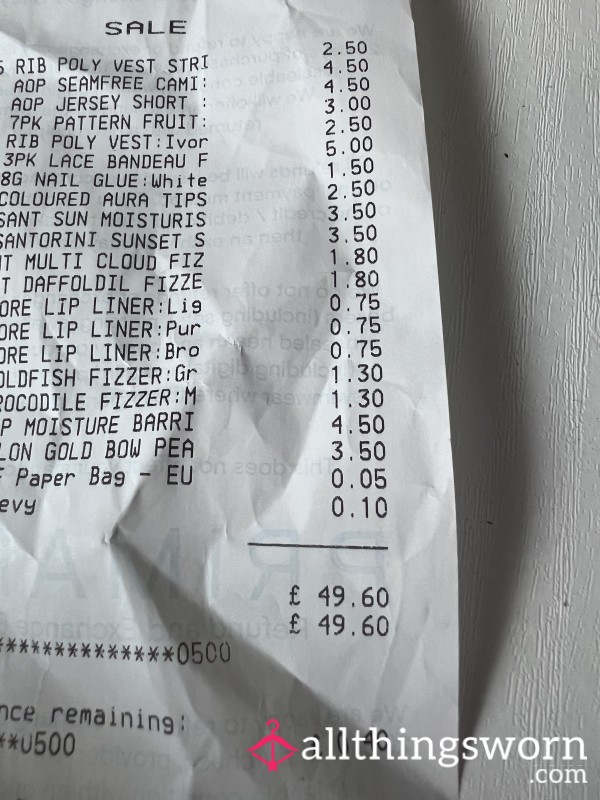 SALE
S RIB POLY VEST STRI 2.50
AOP SEAMFREE CAMI: 4.50
AOP JERSEY SHORT : 4.50
7PK PATTERN FRUIT: 3.00
RIB POLY VEST:Ivor 2.50
3PK LACE BANDEAU F 5.00
8G NAIL GLUE:White 1.50
COLOURED AURA TIPS 2.50
SANT SUN MOISTURIS 3.50
SANTORINI SUNSET S 3.50
T MULTI CLOUD FIZ 1.80
T DAFFOLDIL FIZZE 1.80
ORE LIP LINER:Lig 0.75
ORE LIP LINER:Pur 0.75
ORE LIP LINER:Bro 0.75
OLDFISH FIZZER:Gr 1.30
ROCODILE FIZZER:M 1.30
P MOISTURE BARRI 4.50
LON GOLD BOW PEA 3.50
F Paper Bag - EU 0.05
evy 0.10
£ 49.60
£ 49.60
*************0500
nce remaining:
**0500
allthingsworn
.com